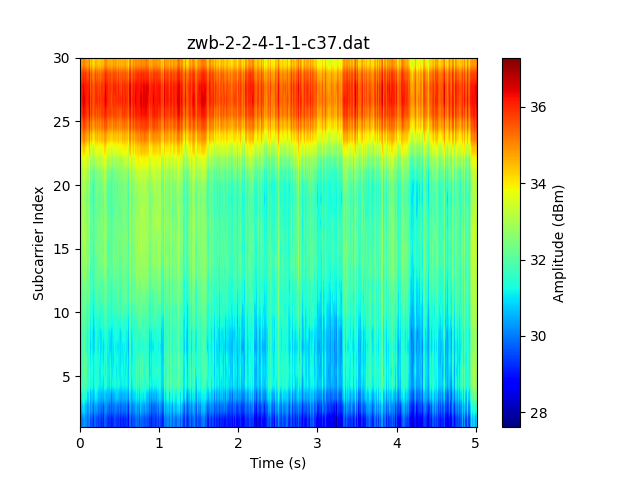 zwb-2-2-4-1-1-c37.dat
30
25
20
15
10
5
Subcarrier Index
0 1 2 3 4 5
Time (s)
36
34
32
30
28
Amplitude (dBm)